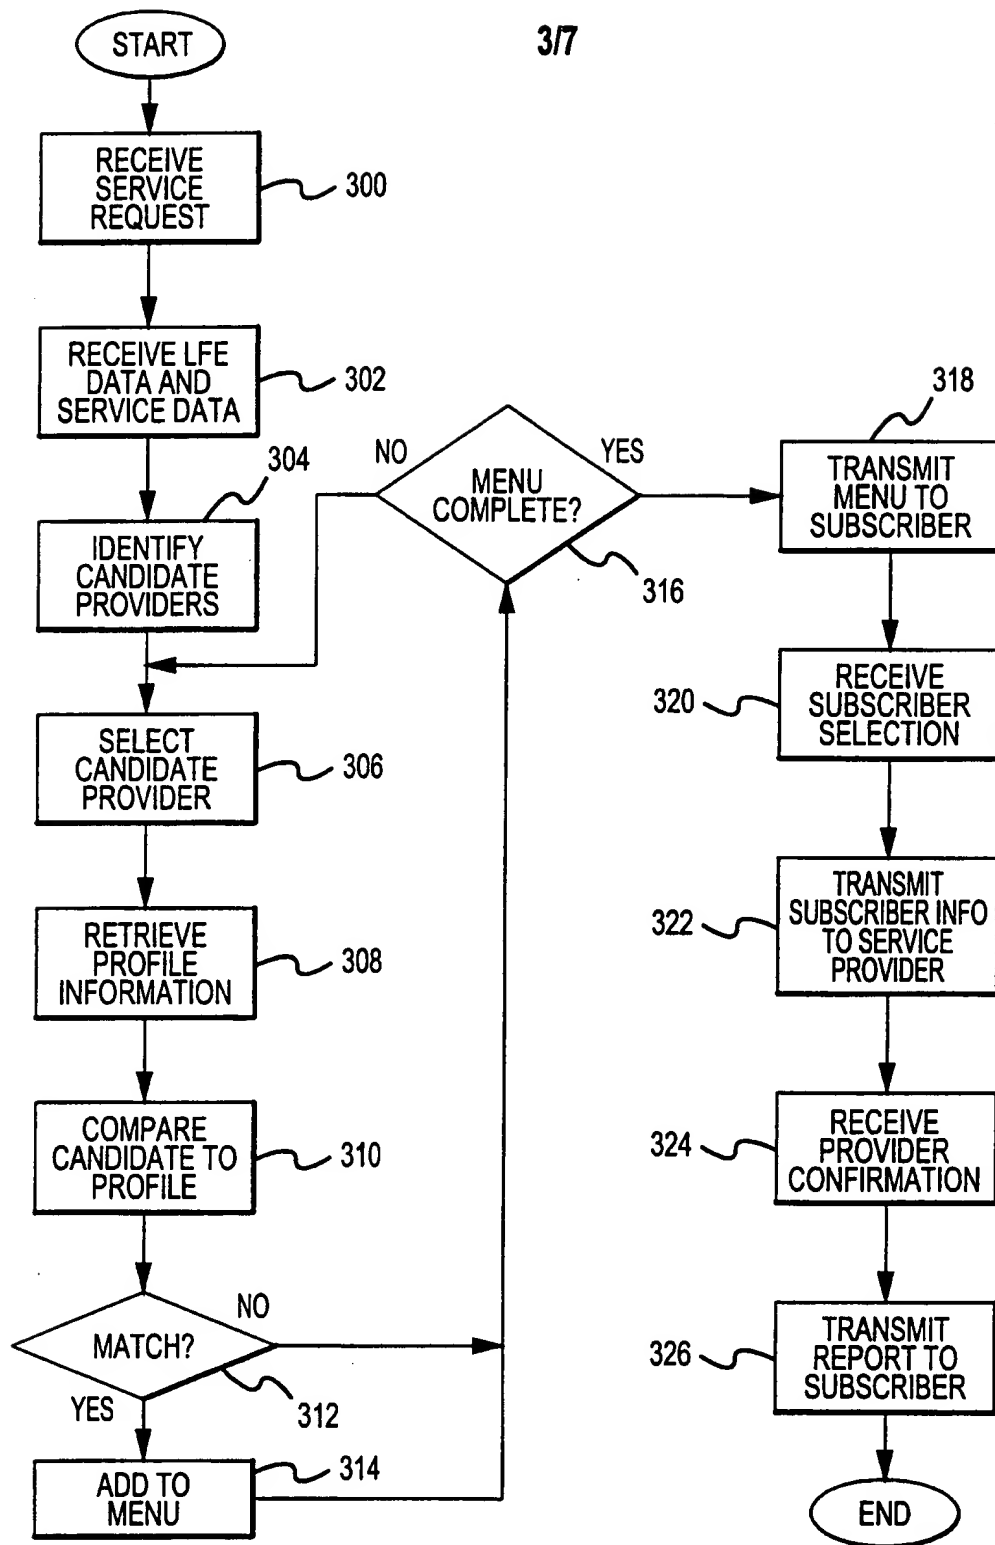 3/7
START
RECEIVE
SERVICE
REQUEST
300
RECEIVE LFE
DATA AND
SERVICE DATA
302
304
IDENTIFY
CANDIDATE
PROVIDERS
SELECT
CANDIDATE
PROVIDER
306
RETRIEVE
PROFILE
INFORMATION
308
COMPARE
CANDIDATE TO
PROFILE
310
MATCH?
NO
YES
312
ADD TO
MENU
314
NO
YES
MENU
COMPLETE?
316
318
TRANSMIT
MENU TO
SUBSCRIBER
320
RECEIVE
SUBSCRIBER
SELECTION
322
TRANSMIT
SUBSCRIBER INFO
TO SERVICE
PROVIDER
324
RECEIVE
PROVIDER
CONFIRMATION
326
TRANSMIT
REPORT TO
SUBSCRIBER
END